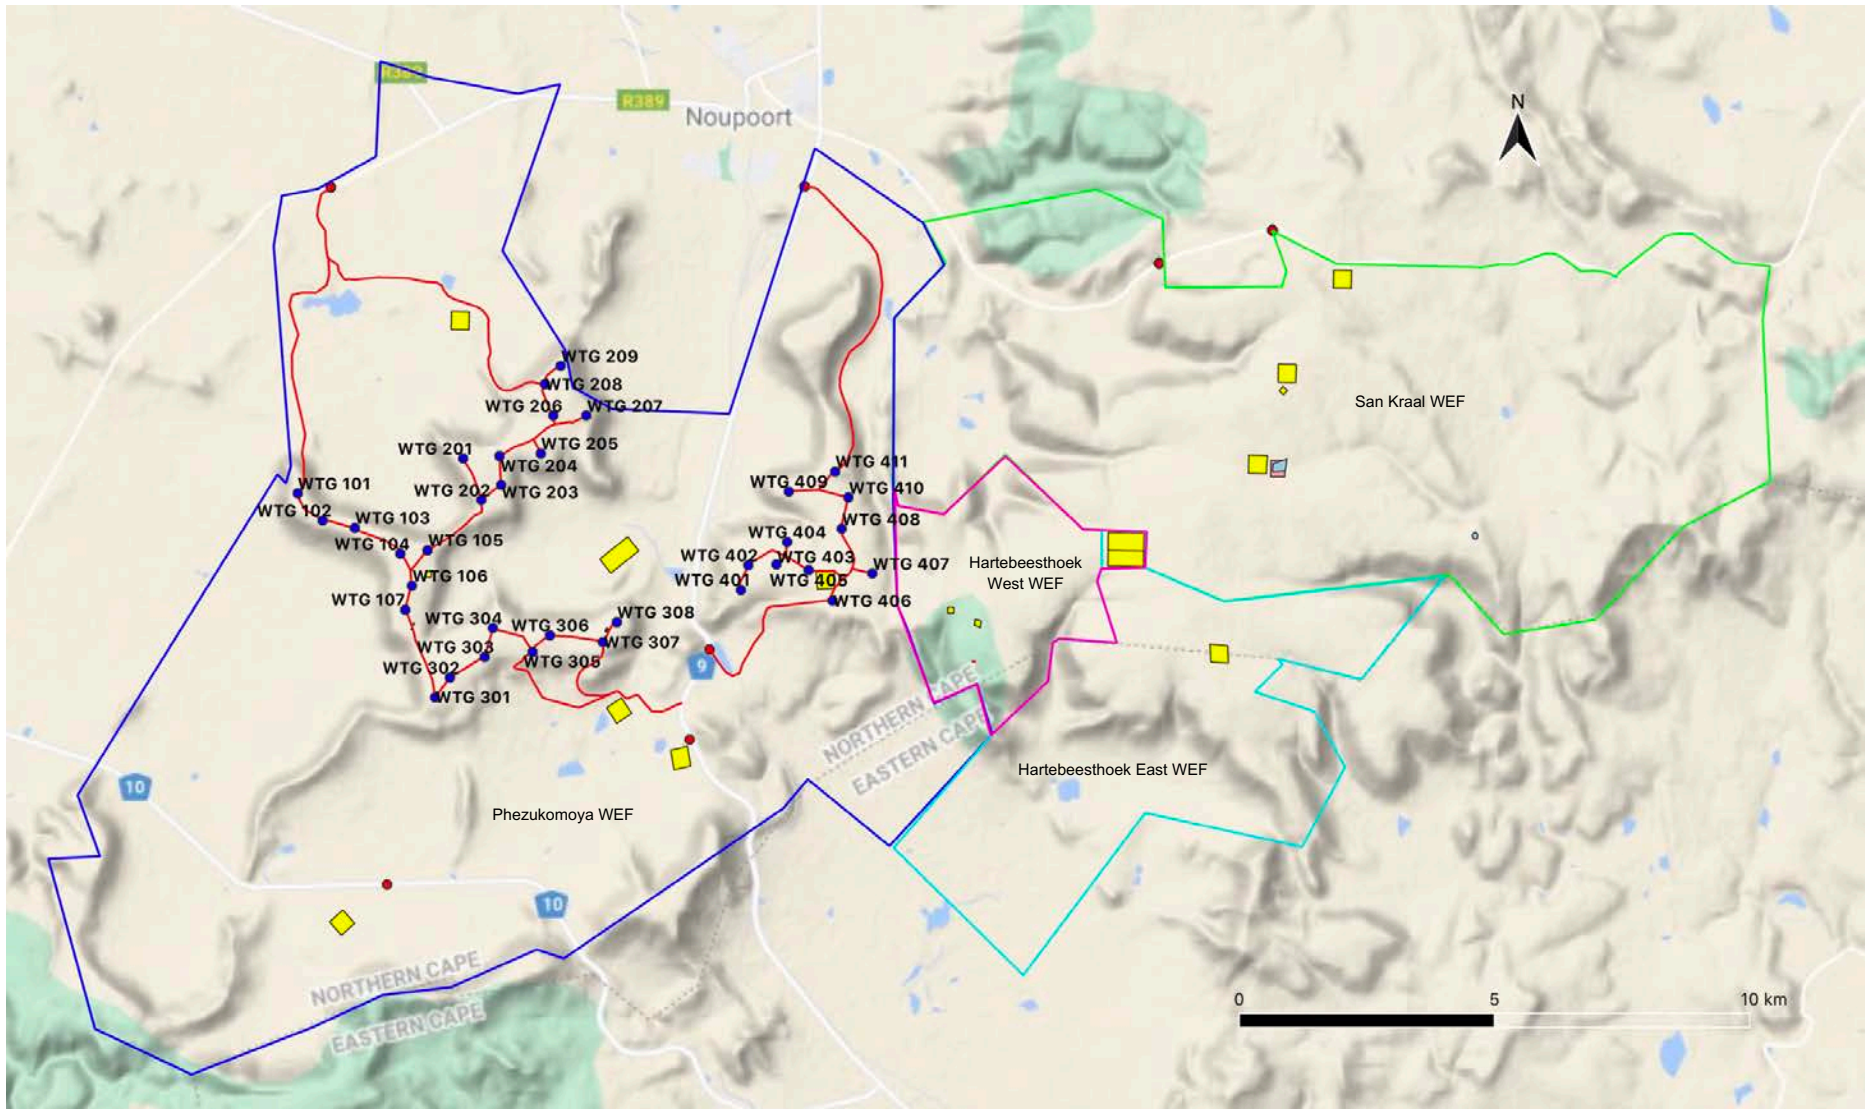 R389
R389
Noupoort
N
San Kraal WEF
WTG 209
WTG 208
WTG 206
WTG 207
WTG 201
WTG 205
WTG 204
WTG 411
WTG 101
WTG 202
WTG 203
WTG 409
WTG 410
WTG 102
WTG 103
WTG 408
WTG 104
WTG 105
WTG 404
WTG 402
WTG 403
WTG 407
WTG 401
WTG 405
WTG 406
Hartebeesthoek
West WEF
WTG 106
WTG 107
WTG 304
WTG 306
WTG 308
WTG 303
WTG 305
WTG 307
WTG 302
WTG 301
9
NORTHERN CAPE
EASTERN CAPE
Hartebeesthoek East WEF
10
Phezukomoya WEF
10
NORTHERN CAPE
EASTERN CAPE
0 5 10 km